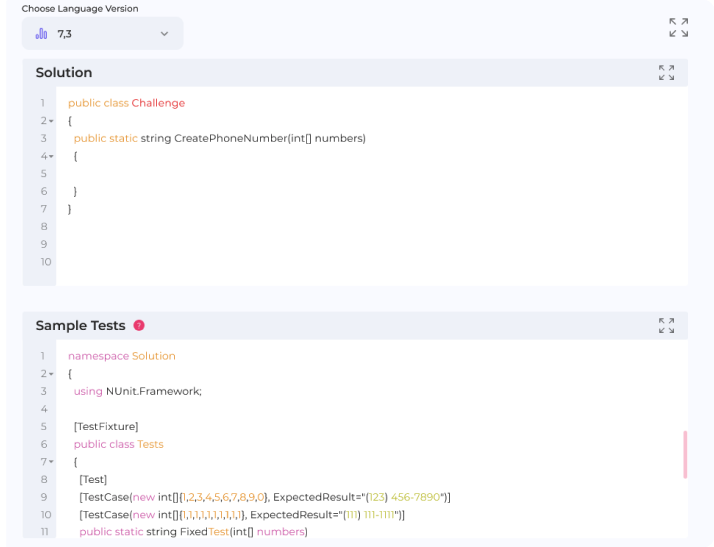 Choose Language Version
7,3
Solution
1 public class Challenge
2 {
3 public static string CreatePhoneNumber(int[] numbers)
4 {
5
6 }
7 }
8
9
10
Sample Tests ?
1 namespace Solution
2 {
3 using NUnit.Framework;
4
5 [TestFixture]
6 public class Tests
7 {
8 [Test]
9 [TestCase(new int[]{1,2,3,4,5,6,7,8,9,0}, ExpectedResult="(123) 456-7890")]
10 [TestCase(new int[]{1,1,1,1,1,1,1,1,1,1}, ExpectedResult="(111) 111-1111")]
11 public static string FixedTest(int[] numbers)